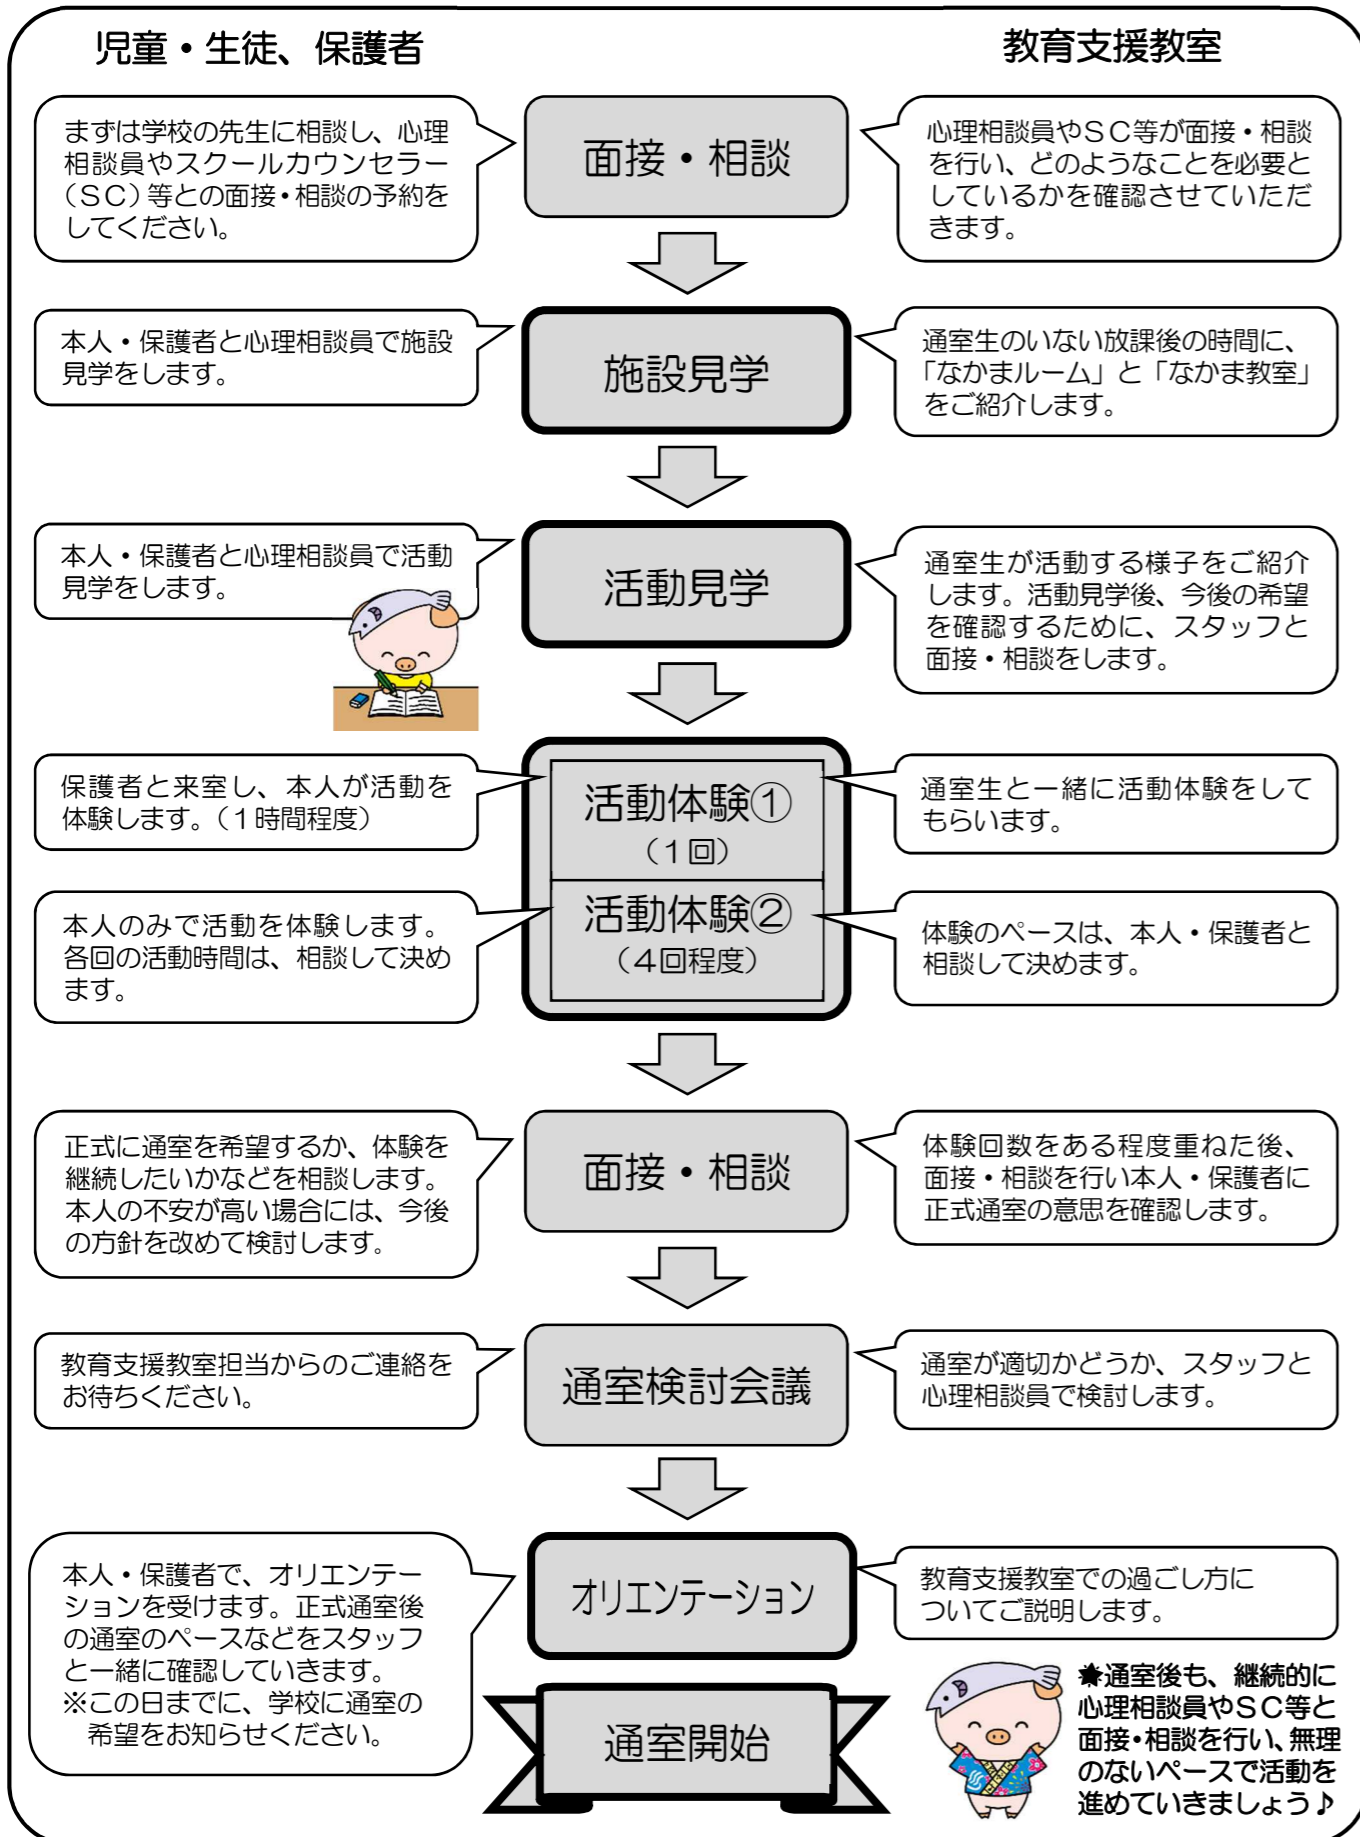 児童・生徒、保護者
教育支援教室
まずは学校の先生に相談し、心理
相談員やスクールカウンセラー
(SC)等との面接・相談の予約を
してください。
面接・相談
心理相談員やSC等が面接・相談
を行い、どのようなことを必要と
しているかを確認させていただ
きます。
本人・保護者と心理相談員で施設
見学をします。
施設見学
通室生のいない放課後の時間に、
「なかまルーム」と「なかま教室」
をご紹介します。
本人・保護者と心理相談員で活動
見学をします。
活動見学
通室生が活動する様子をご紹介
します。活動見学後、今後の希望
を確認するために、スタッフと
面接・相談をします。
保護者と来室し、本人が活動を
体験します。(1時間程度)
活動体験①
(1回)
通室生と一緒に活動体験をして
もらいます。
本人のみで活動を体験します。
各回の活動時間は、相談して決め
ます。
活動体験②
(4回程度)
体験のペースは、本人・保護者と
相談して決めます。
正式に通室を希望するか、体験を
継続したいかなどを相談します。
本人の不安が高い場合には、今後
の方針を改めて検討します。
面接・相談
体験回数をある程度重ねた後、
面接・相談を行い本人・保護者に
正式通室の意思を確認します。
教育支援教室担当からのご連絡を
お待ちください。
通室検討会議
通室が適切かどうか、スタッフと
心理相談員で検討します。
本人・保護者で、オリエンテー
ションを受けます。正式通室後
の通室のペースなどをスタッフ
と一緒に確認していきます。
※この日までに、学校に通室の
希望をお知らせください。
オリエンテーション
教育支援教室での過ごし方に
ついてご説明します。
通室開始
★通室後も、継続的に
心理相談員やSC等と
面接・相談を行い、無理
のないペースで活動を
進めていきましょう♪